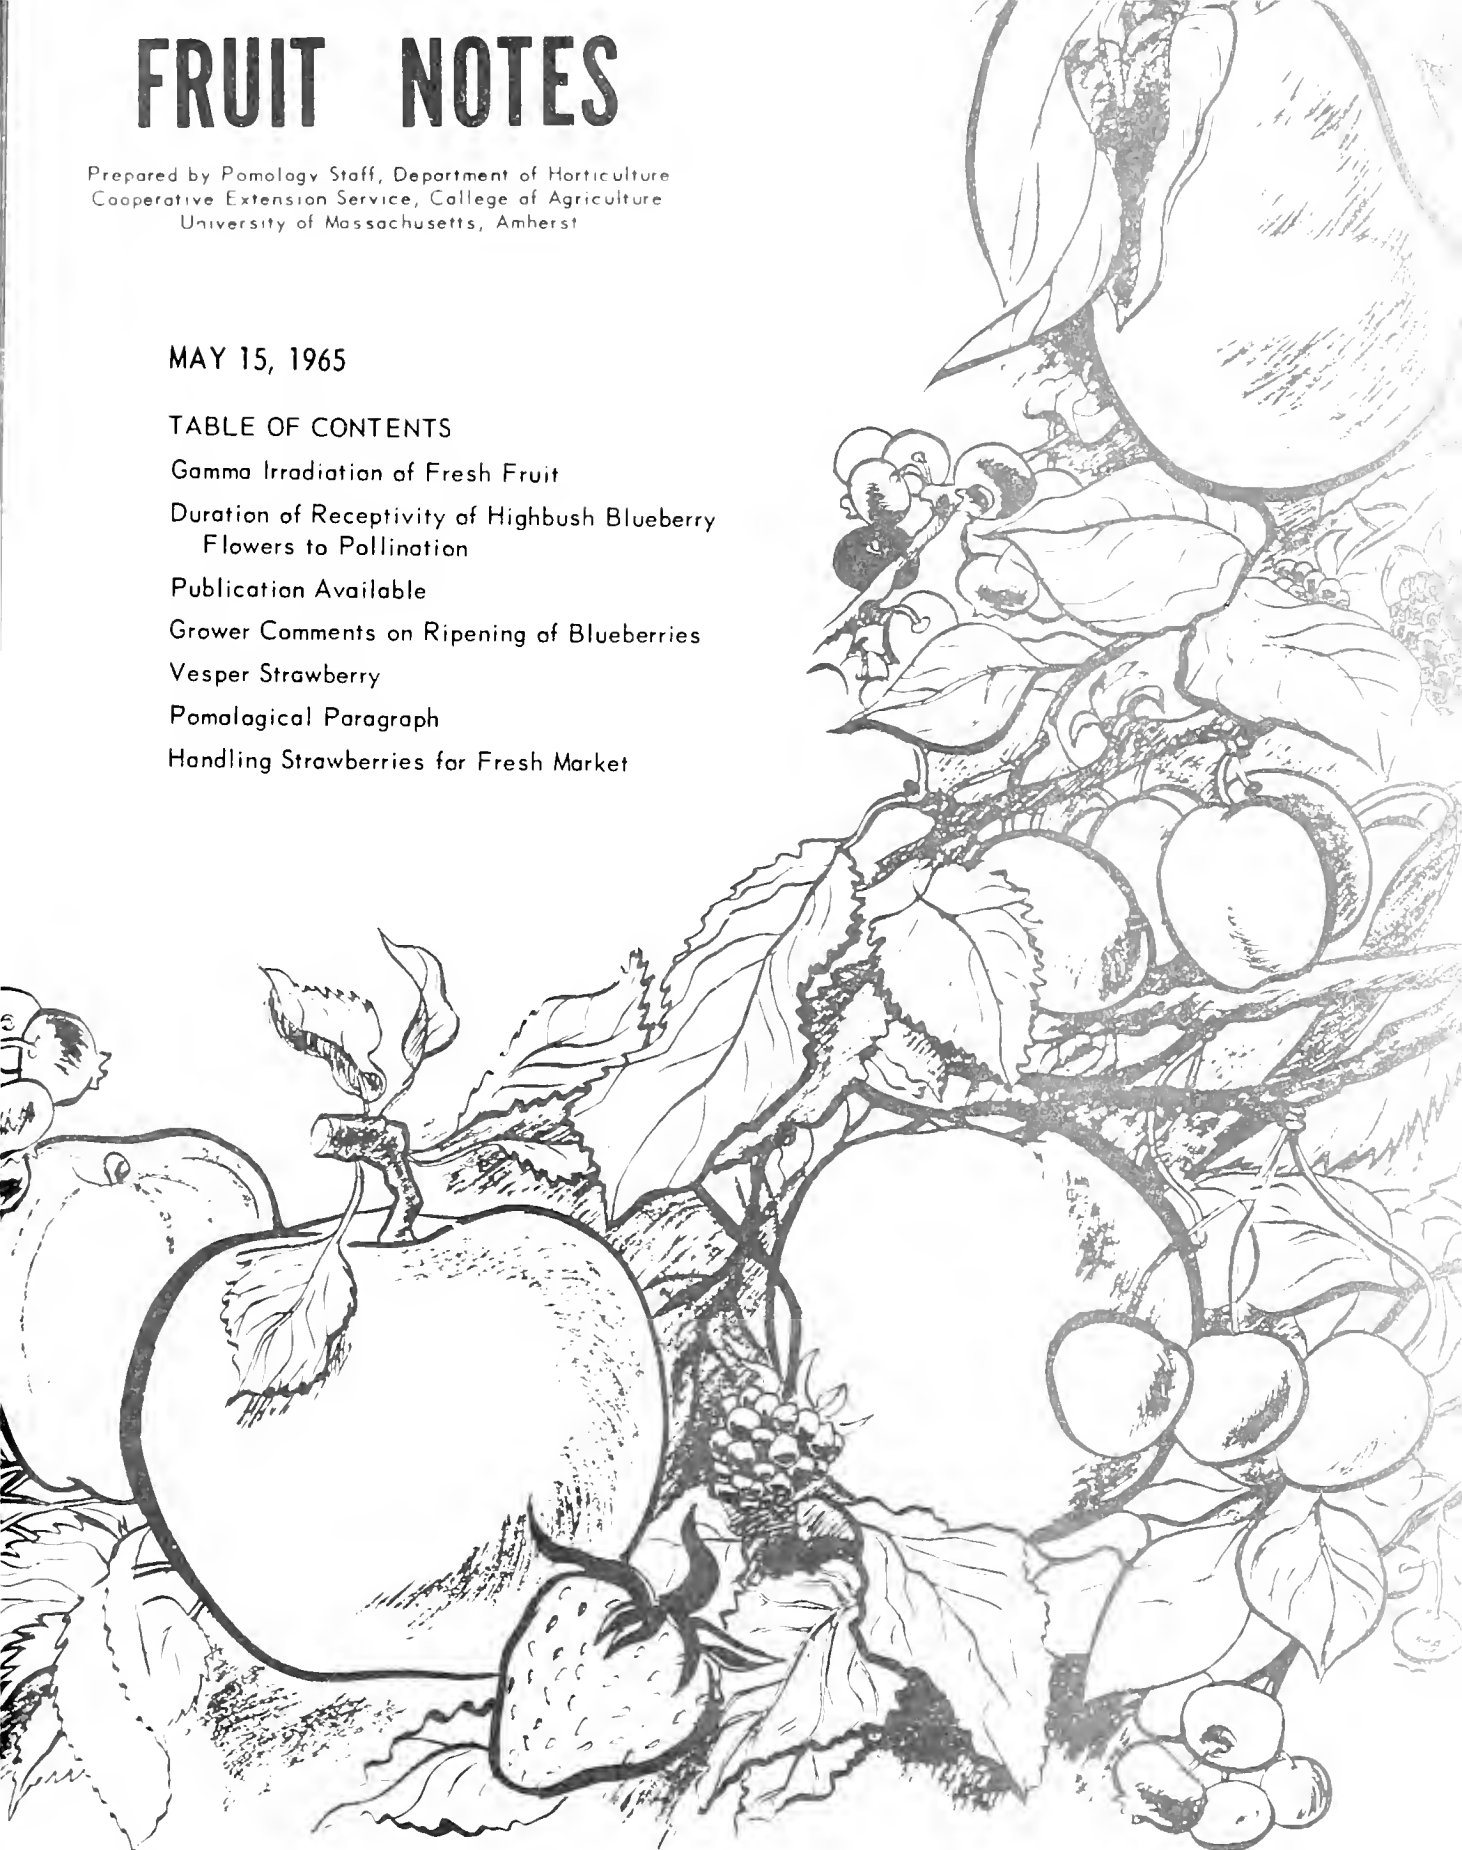 FRUIT NOTES
Prepared by Pomology Staff, Department of Horticulture
Cooperative Extension Service, College of Agriculture
University of Massachusetts, Amherst
MAY 15, 1965
TABLE OF CONTENTS
Gamma Irradiation of Fresh Fruit
Duration of Receptivity of Highbush Blueberry
Flowers to Pollination
Publication Available
Grower Comments on Ripening of Blueberries
Vesper Strawberry
Pomological Paragraph
Handling Strawberries for Fresh Market